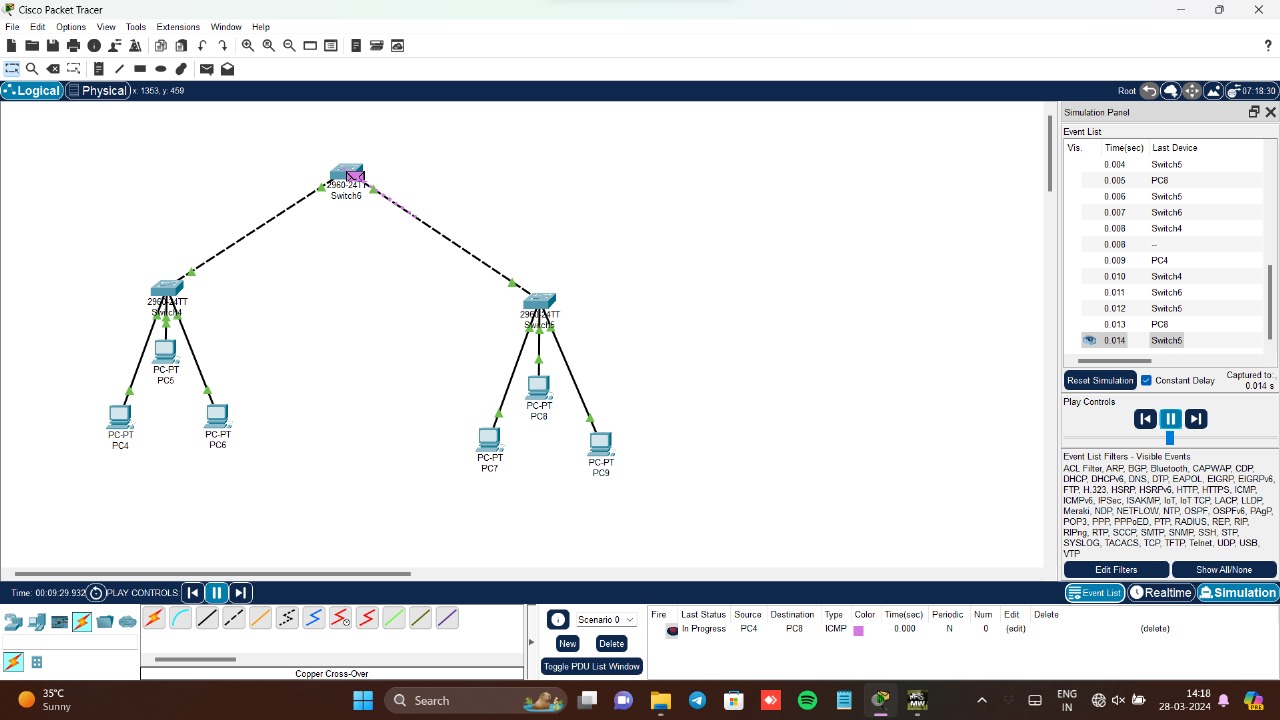 Cisco Packet Tracer
File Edit Options View Tools Extensions Window Help
?
Logical Physical x: 1353, y: 459
Root 07:18:30
Simulation Panel
Event List
Vis. Time(sec) Last Device
0.004 Switch5
0.005 PC8
0.006 Switch5
0.007 Switch6
0.008 Switch4
0.008 --
0.009 PC4
0.010 Switch4
0.011 Switch6
0.012 Switch5
0.013 PC8
0.014 Switch5
Reset Simulation Constant Delay Captured to:
0.014 s
Play Controls
Event List Filters - Visible Events
ACL Filter, ARP, BGP, Bluetooth, CAPWAP, CDP,
DHCP, DHCPv6, DNS, DTP, EAPOL, EIGRP, EIGRPv6,
FTP, H.323, HSRP, HSRPv6, HTTP, HTTPS, ICMP,
ICMPv6, IPSec, ISAKMP, IoT, IoT TCP, LACP, LLDP,
Meraki, NDP, NETFLOW, NTP, OSPF, OSPFv6, PAgP,
POP3, PPP, PPPoED, PTP, RADIUS, REP, RIP,
RIPng, RTP, SCCP, SMTP, SNMP, SSH, STP,
SYSLOG, TACACS, TCP, TFTP, Telnet, UDP, USB,
VTP
Edit Filters Show All/None
2960-24TT
Switch6
2960-24TT
Switch4
2960-24TT
Switch5
PC-PT
PC5
PC-PT
PC4
PC-PT
PC6
PC-PT
PC8
PC-PT
PC7
PC-PT
PC9
Time: 00:09:29.932 PLAY CONTROLS:
Event List Realtime Simulation
Scenario 0
New Delete
Toggle PDU List Window
Copper Cross-Over
Fire Last Status Source Destination Type Color Time(sec) Periodic Num Edit Delete
In Progress PC4 PC8 ICMP 0.000 N 0 (edit) (delete)
35°C
Sunny
Search
ENG
IN
14:18
28-03-2024
PRE